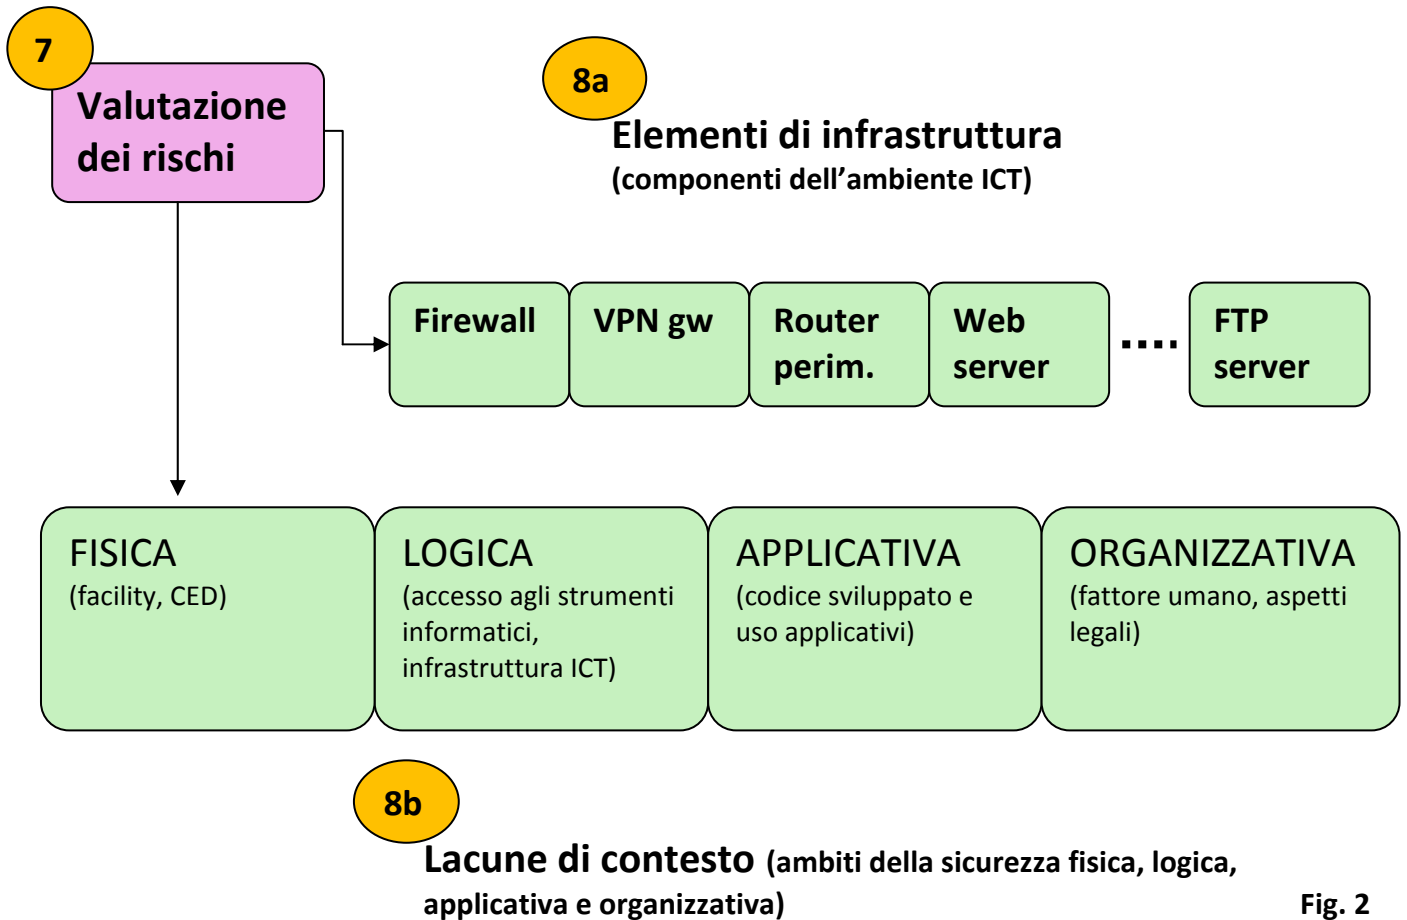 7
Valutazione
dei rischi
8a
Elementi di infrastruttura
(componenti dell’ambiente ICT)
Firewall
VPN gw
Router
perim.
Web
server
....
FTP
server
FISICA
(facility, CED)
LOGICA
(accesso agli strumenti
informatici,
infrastruttura ICT)
APPLICATIVA
(codice sviluppato e
uso applicativi)
ORGANIZZATIVA
(fattore umano, aspetti
legali)
8b
Lacune di contesto (ambiti della sicurezza fisica, logica,
applicativa e organizzativa)
Fig. 2